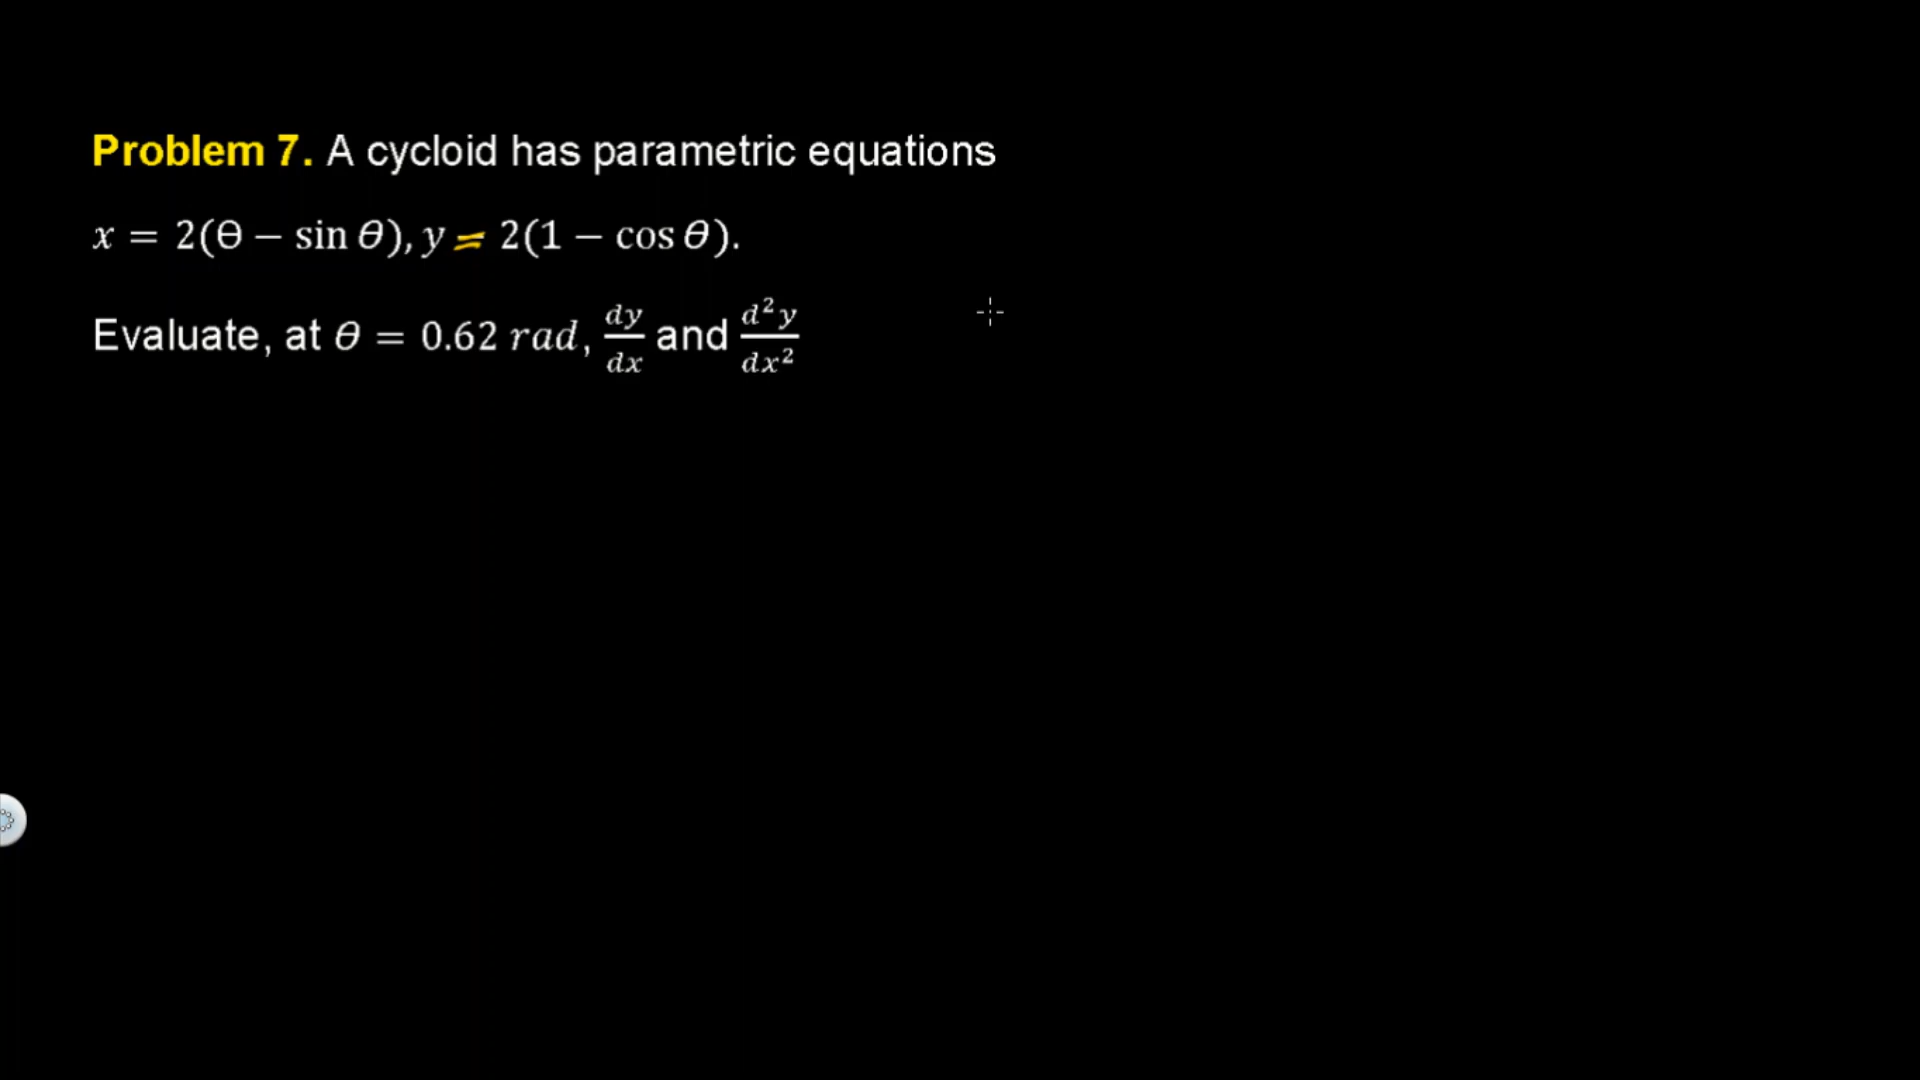 Problem 7. A cycloid has parametric equations
x = 2(Θ − sin θ), y = 2(1 − cos θ).
Evaluate, at θ = 0.62 rad, dy/dx and d²y/dx²